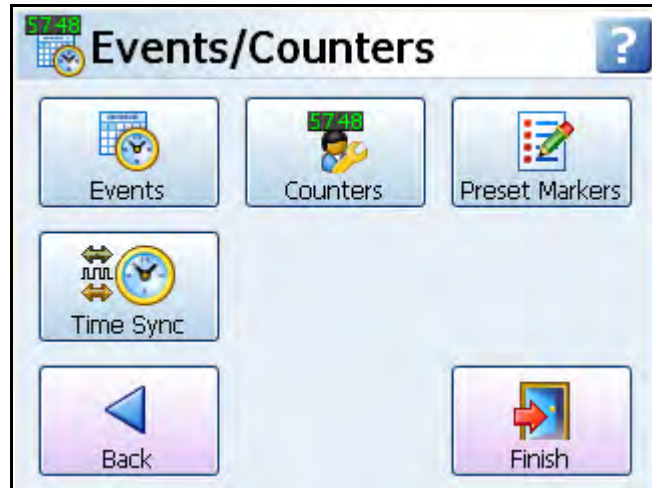 57:48
Events/Counters
?
57:48
Events
Counters
Preset Markers
Time Sync
Back
Finish